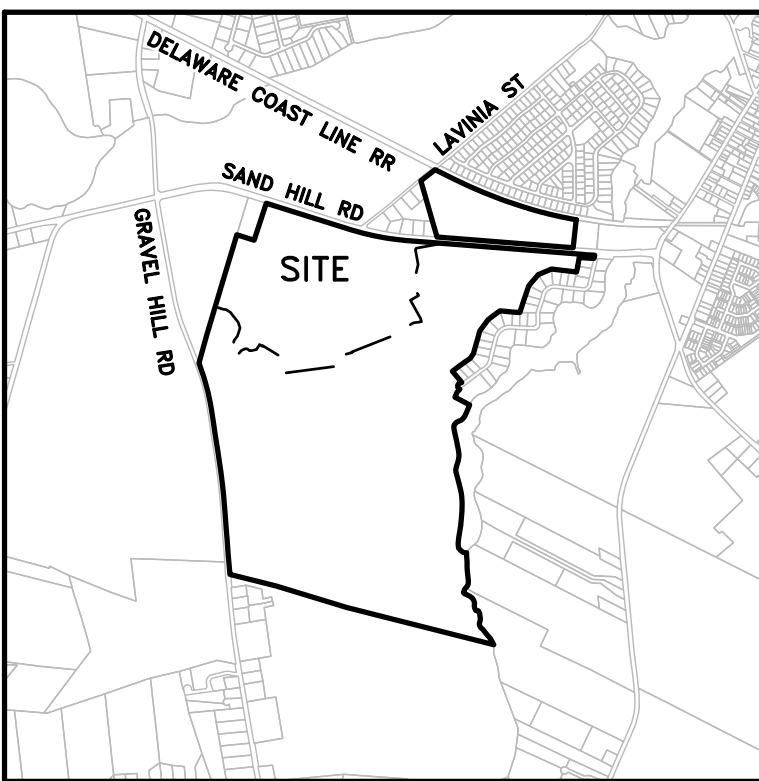 DELAWARE COAST LINE RR
LAVINIA ST
SAND HILL RD
GRAVEL HILL RD
SITE